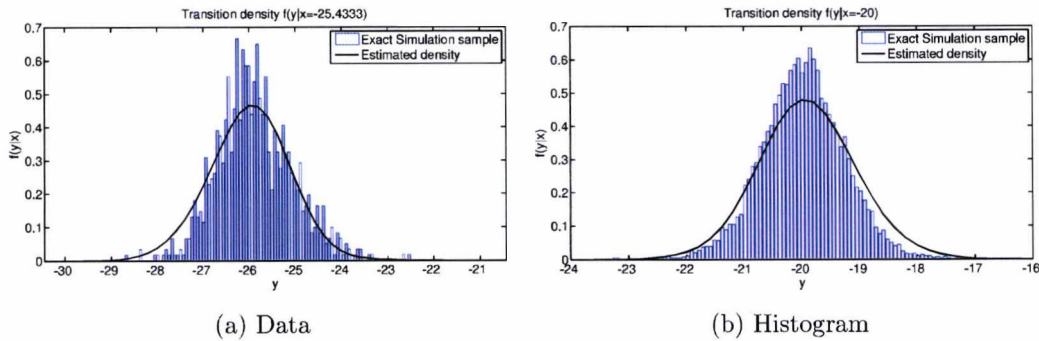 Transition density f(y|x=-25.4333)
0.7
0.6
0.5
0.4
0.3
0.2
0.1
0
f(y|x)
Exact Simulation sample
Estimated density
-30 -29 -28 -27 -26 -25 -24 -23 -22 -21
y
(a) Data
Transition density f(y|x=-20)
0.7
0.6
0.5
0.4
0.3
0.2
0.1
0
f(y|x)
Exact Simulation sample
Estimated density
-24 -23 -22 -21 -20 -19 -18 -17 -16
y
(b) Histogram